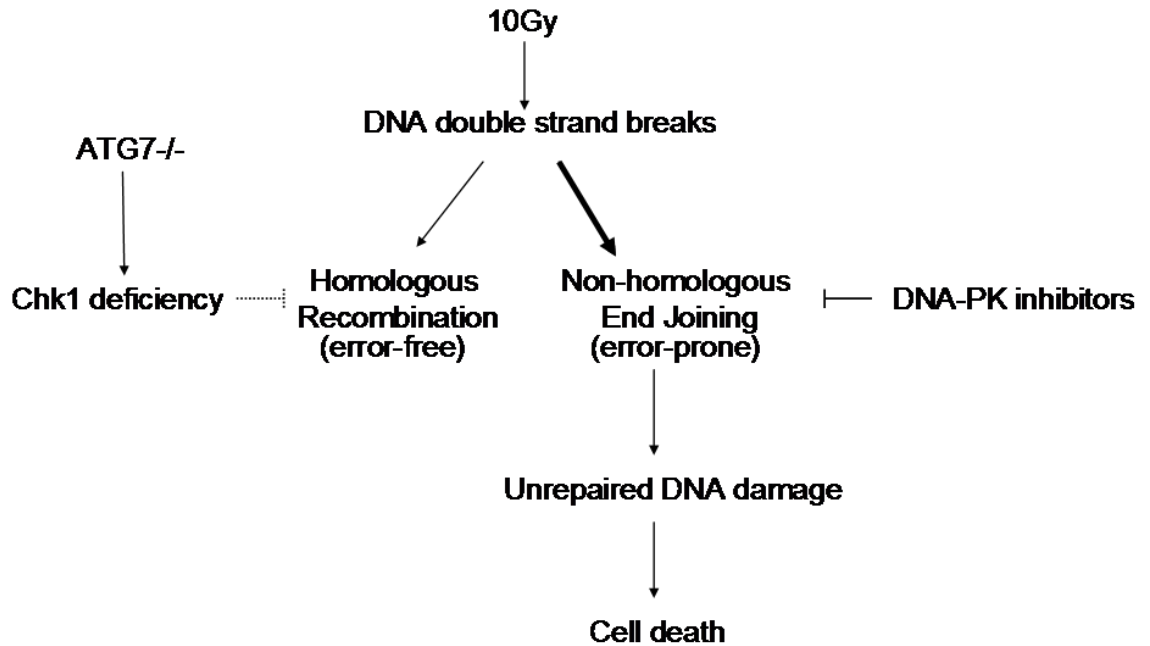 10Gy
DNA double strand breaks
ATG7-/-
Chk1 deficiency
Homologous
Recombination
(error-free)
Non-homologous
End Joining
(error-prone)
DNA-PK inhibitors
Unrepaired DNA damage
Cell death